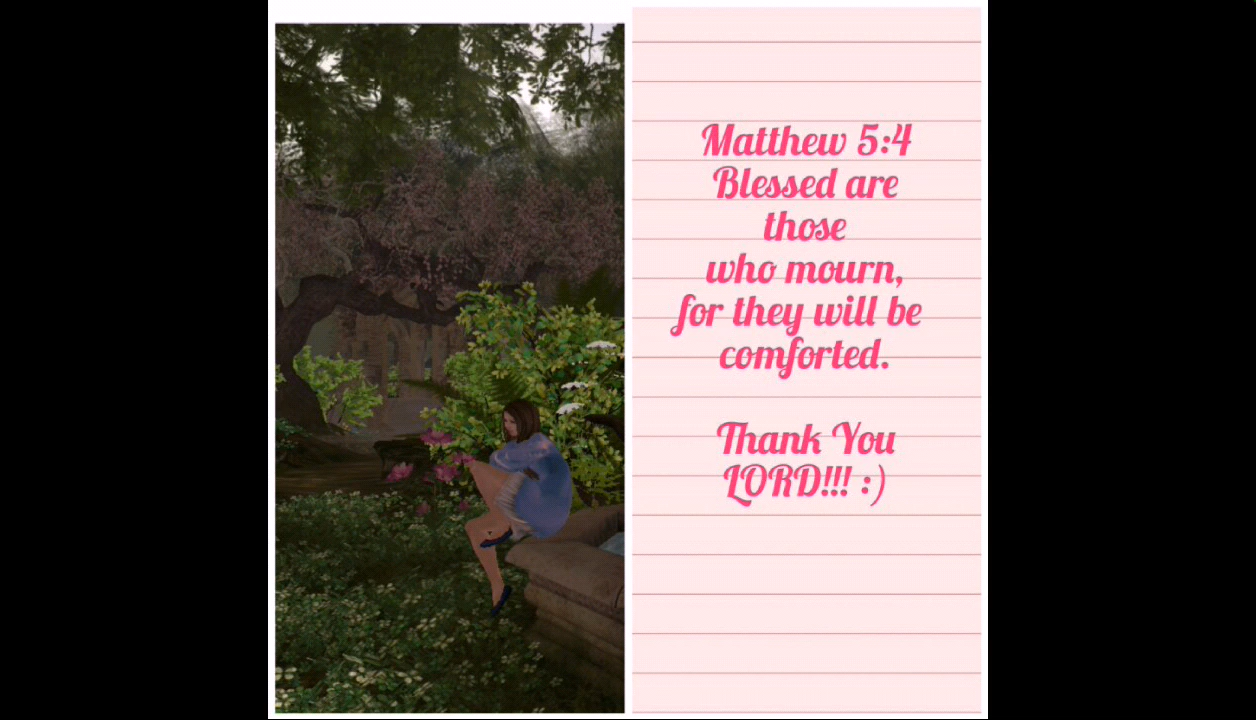 Matthew 5:4
Blessed are
those
who mourn,
for they will be
comforted.
Thank You
LORD!!! :)